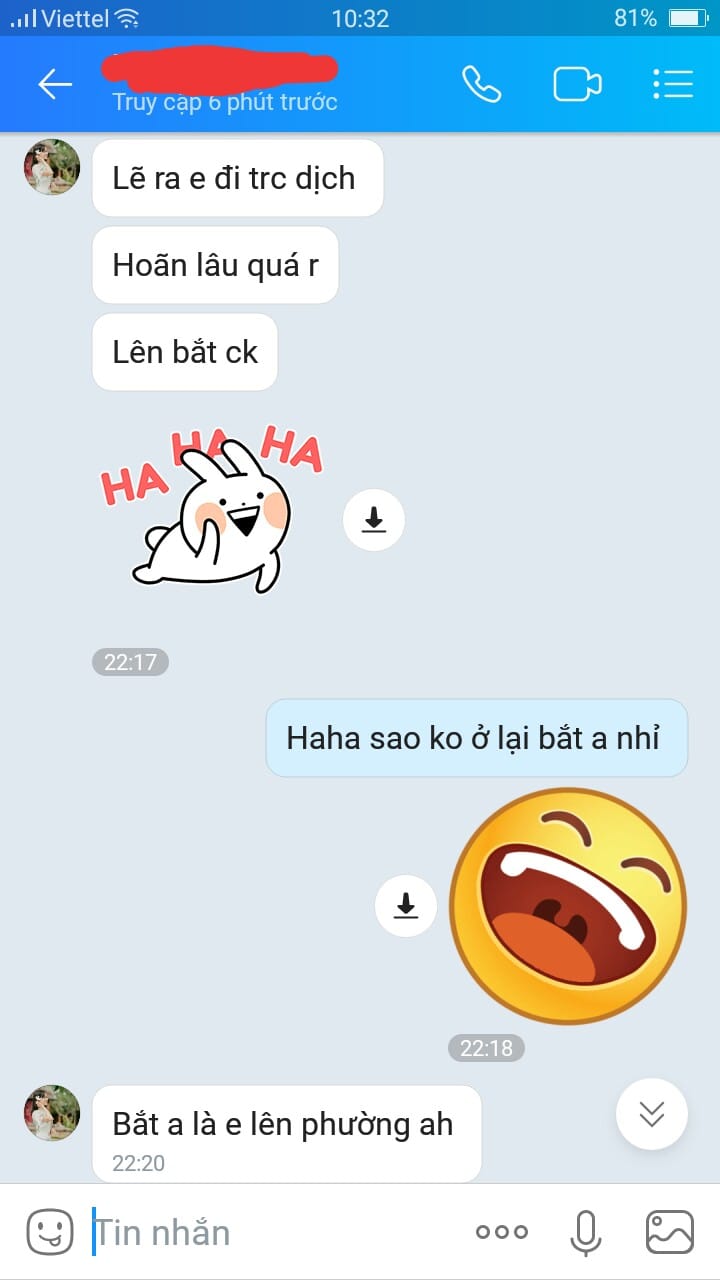 Viettel 10:32 81%
Truy cập 6 phút trước
Lẽ ra e đi trc dịch
Hoãn lâu quá r
Lên bắt ck
HA HA HA
22:17
Haha sao ko ở lại bắt a nhỉ
22:18
Bắt a là e lên phường ah
22:20
Tin nhắn